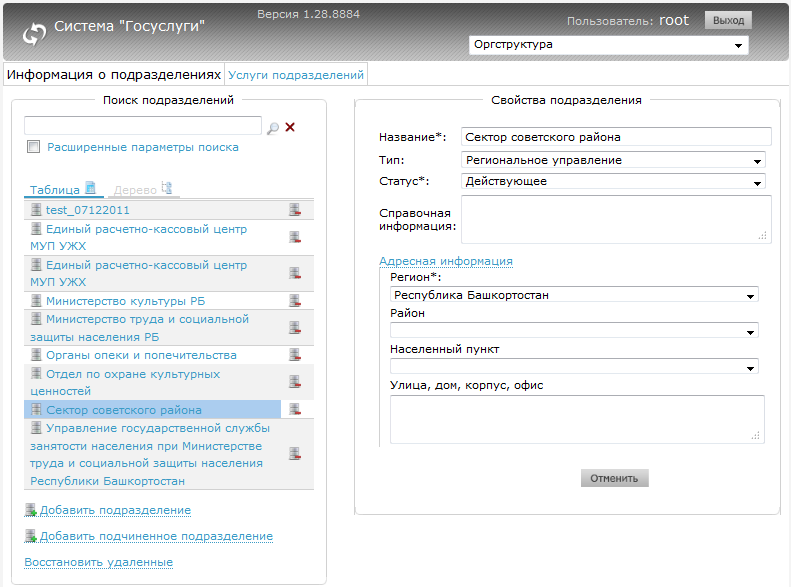 Система "Госуслуги"
Версия 1.28.8884
Пользователь: root
Выход
Оргструктура
Информация о подразделениях
Услуги подразделений
Поиск подразделений
Расширенные параметры поиска
Таблица
Дерево
test_07122011
Единый расчетно-кассовый центр
МУП УЖХ
Единый расчетно-кассовый центр
МУП УЖХ
Министерство культуры РБ
Министерство труда и социальной
защиты населения РБ
Органы опеки и попечительства
Отдел по охране культурных
ценностей
Сектор советского района
Управление государственной службы
занятости населения при Министерстве
труда и социальной защиты населения
Республики Башкортостан
Добавить подразделение
Добавить подчиненное подразделение
Восстановить удаленные
Свойства подразделения
Название*: Сектор советского района
Тип: Региональное управление
Статус*: Действующее
Справочная
информация:
Адресная информация
Регион*:
Республика Башкортостан
Район
Населенный пункт
Улица, дом, корпус, офис
Отменить